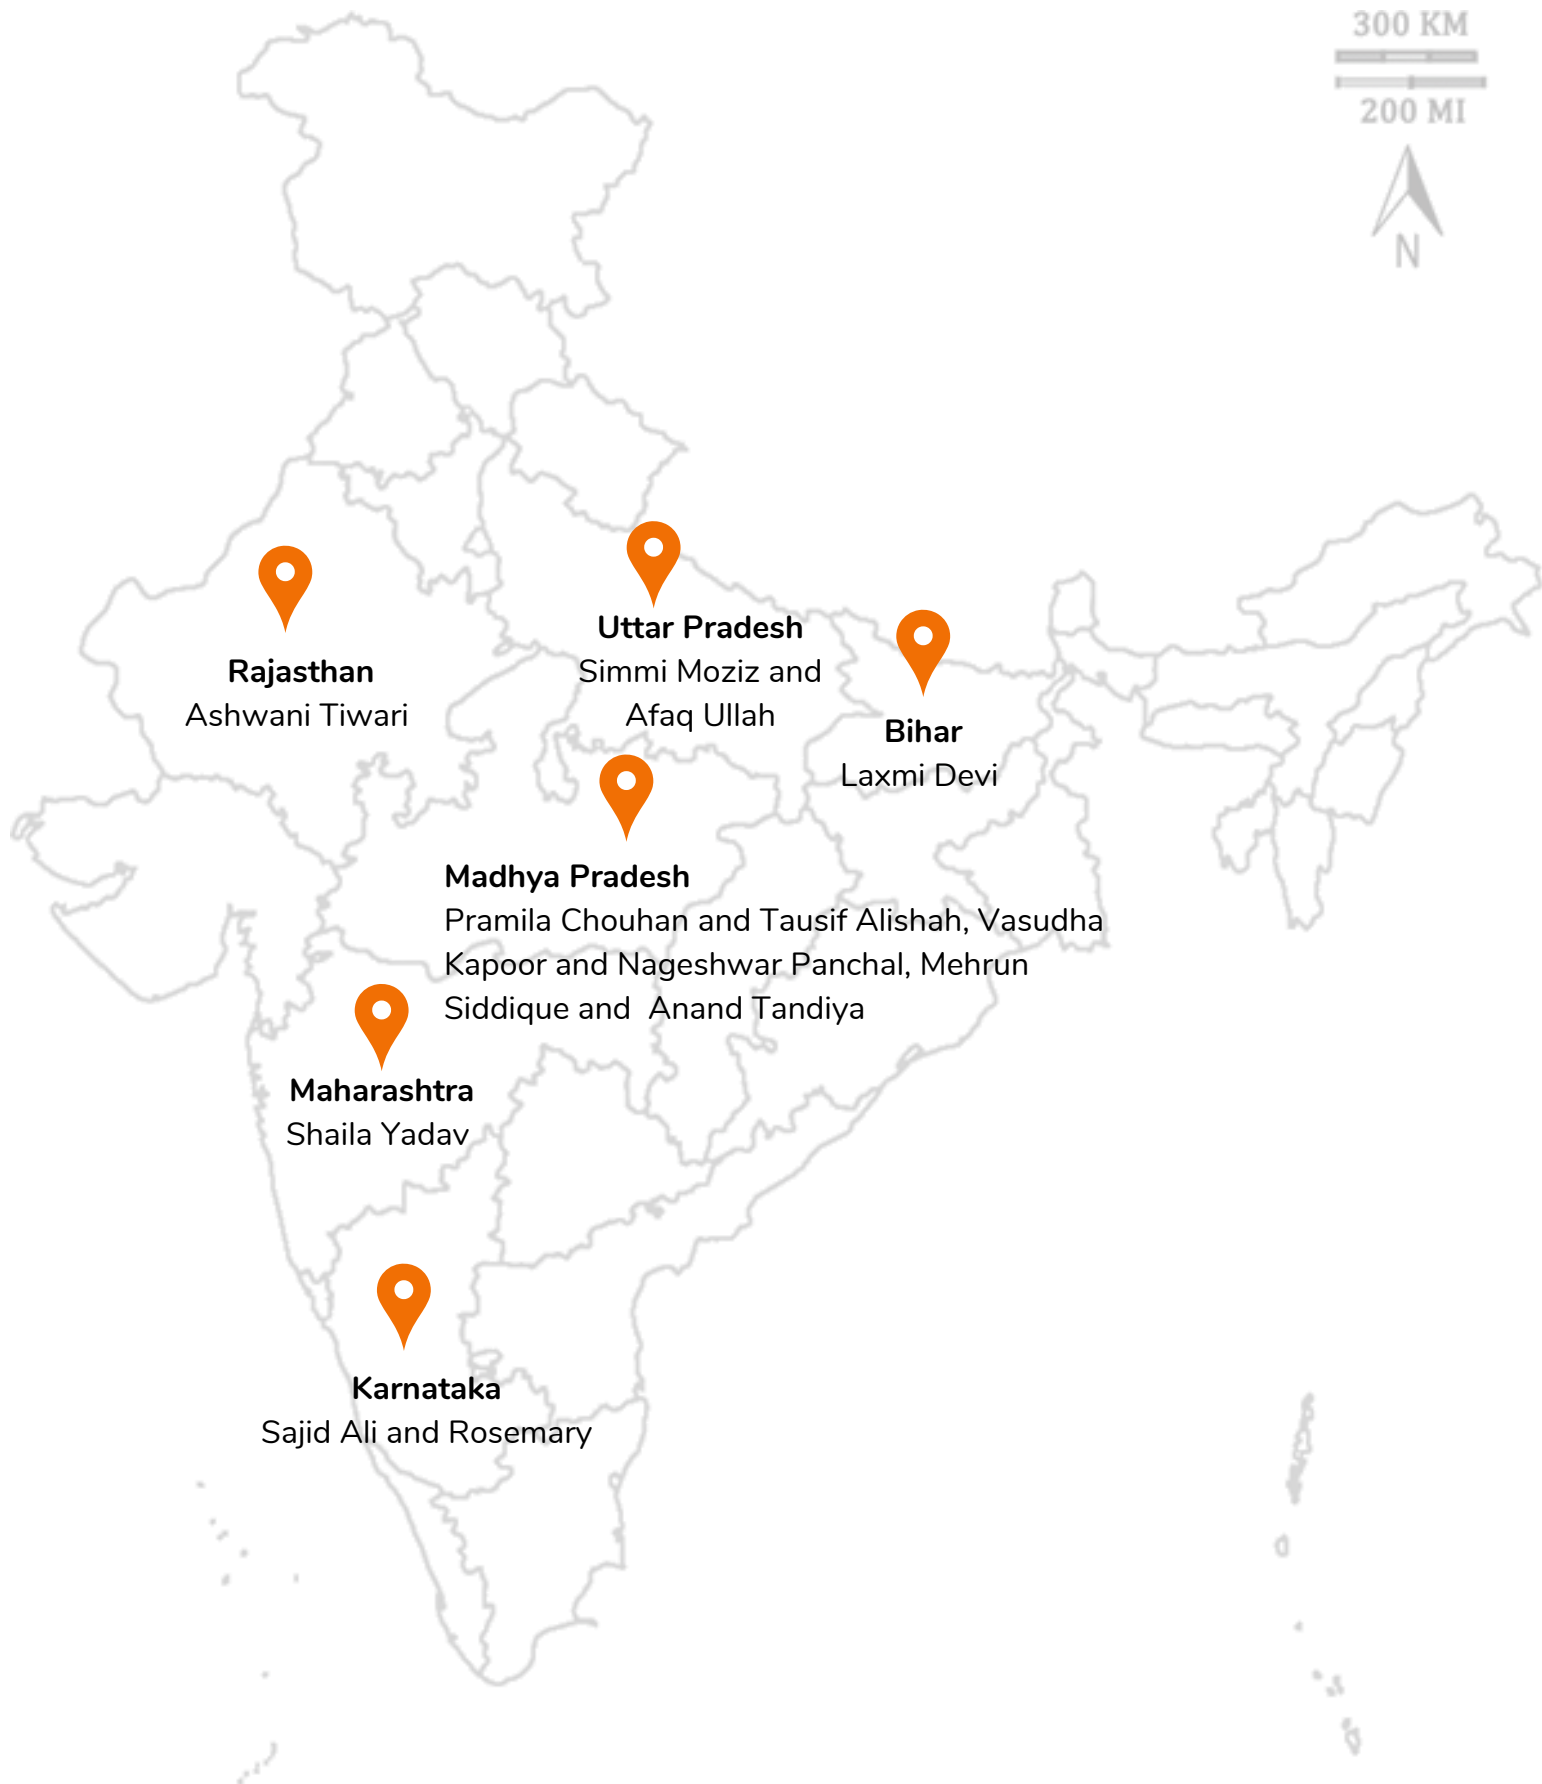 300 KM
200 MI
N
Uttar Pradesh
Simmi Moziz and
Afaq Ullah
Rajasthan
Ashwani Tiwari
Bihar
Laxmi Devi
Madhya Pradesh
Pramila Chouhan and Tausif Alishah, Vasudha
Kapoor and Nageshwar Panchal, Mehrun
Siddique and  Anand Tandiya
Maharashtra
Shaila Yadav
Karnataka
Sajid Ali and Rosemary